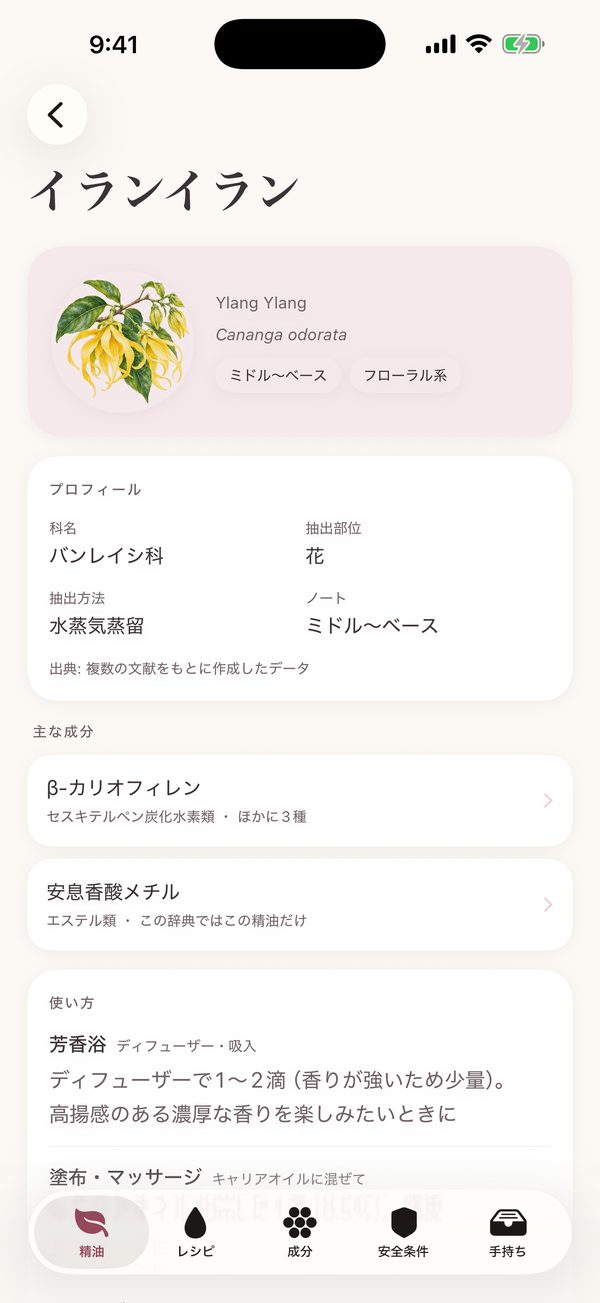 9:41
イランイラン
Ylang Ylang
Cananga odorata
ミドル〜ベース
フローラル系
プロフィール
科名
抽出部位
バンレイシ科
花
抽出方法
ノート
水蒸気蒸留
ミドル〜ベース
出典: 複数の文献をもとに作成したデータ
主な成分
β-カリオフィレン
セスキテルペン炭化水素類 ・ ほかに3種
安息香酸メチル
エステル類 ・ この辞典ではこの精油だけ
使い方
芳香浴 ディフューザー・吸入
ディフューザーで1〜2滴（香りが強いため少量）。
高揚感のある濃厚な香りを楽しみたいときに
塗布・マッサージ キャリアオイルに混ぜて
精油
レシピ
成分
安全条件
手持ち